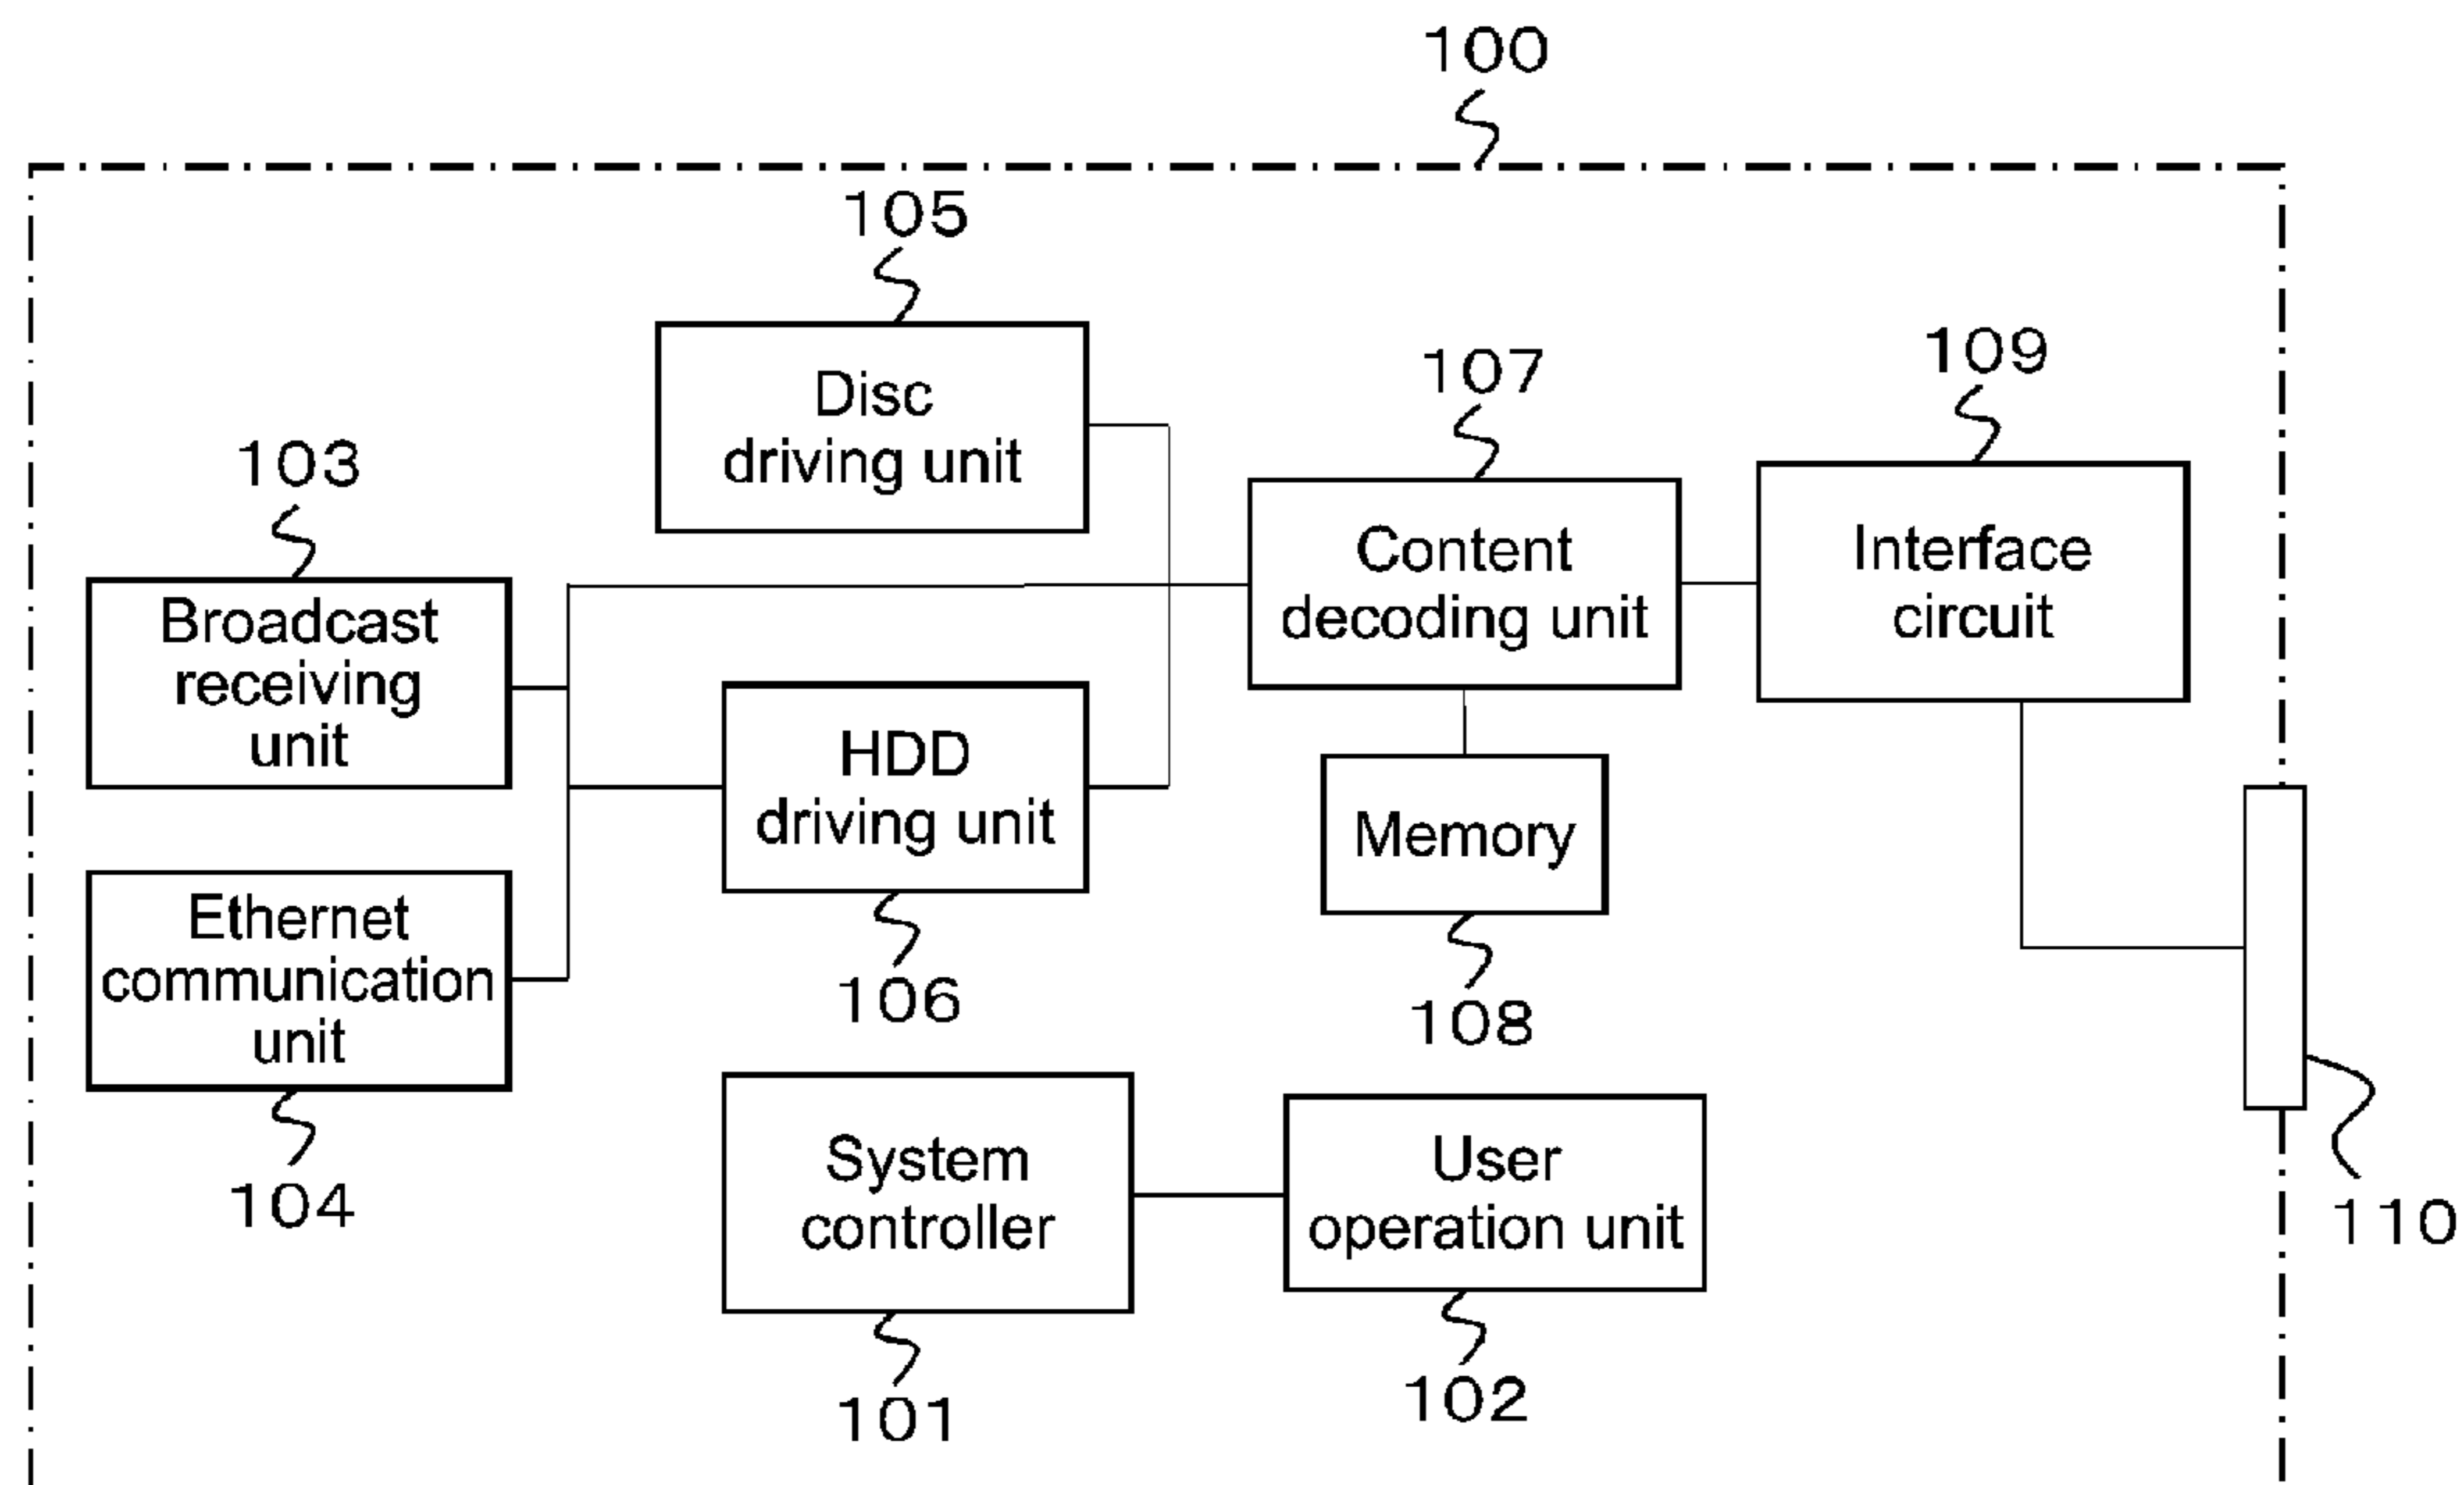 100
105
Disc
driving unit
107
109
103
Content
decoding unit
Interface
circuit
Broadcast
receiving
unit
HDD
driving unit
Memory
Ethernet
communication
unit
106
108
104
System
controller
User
operation unit
110
101
102